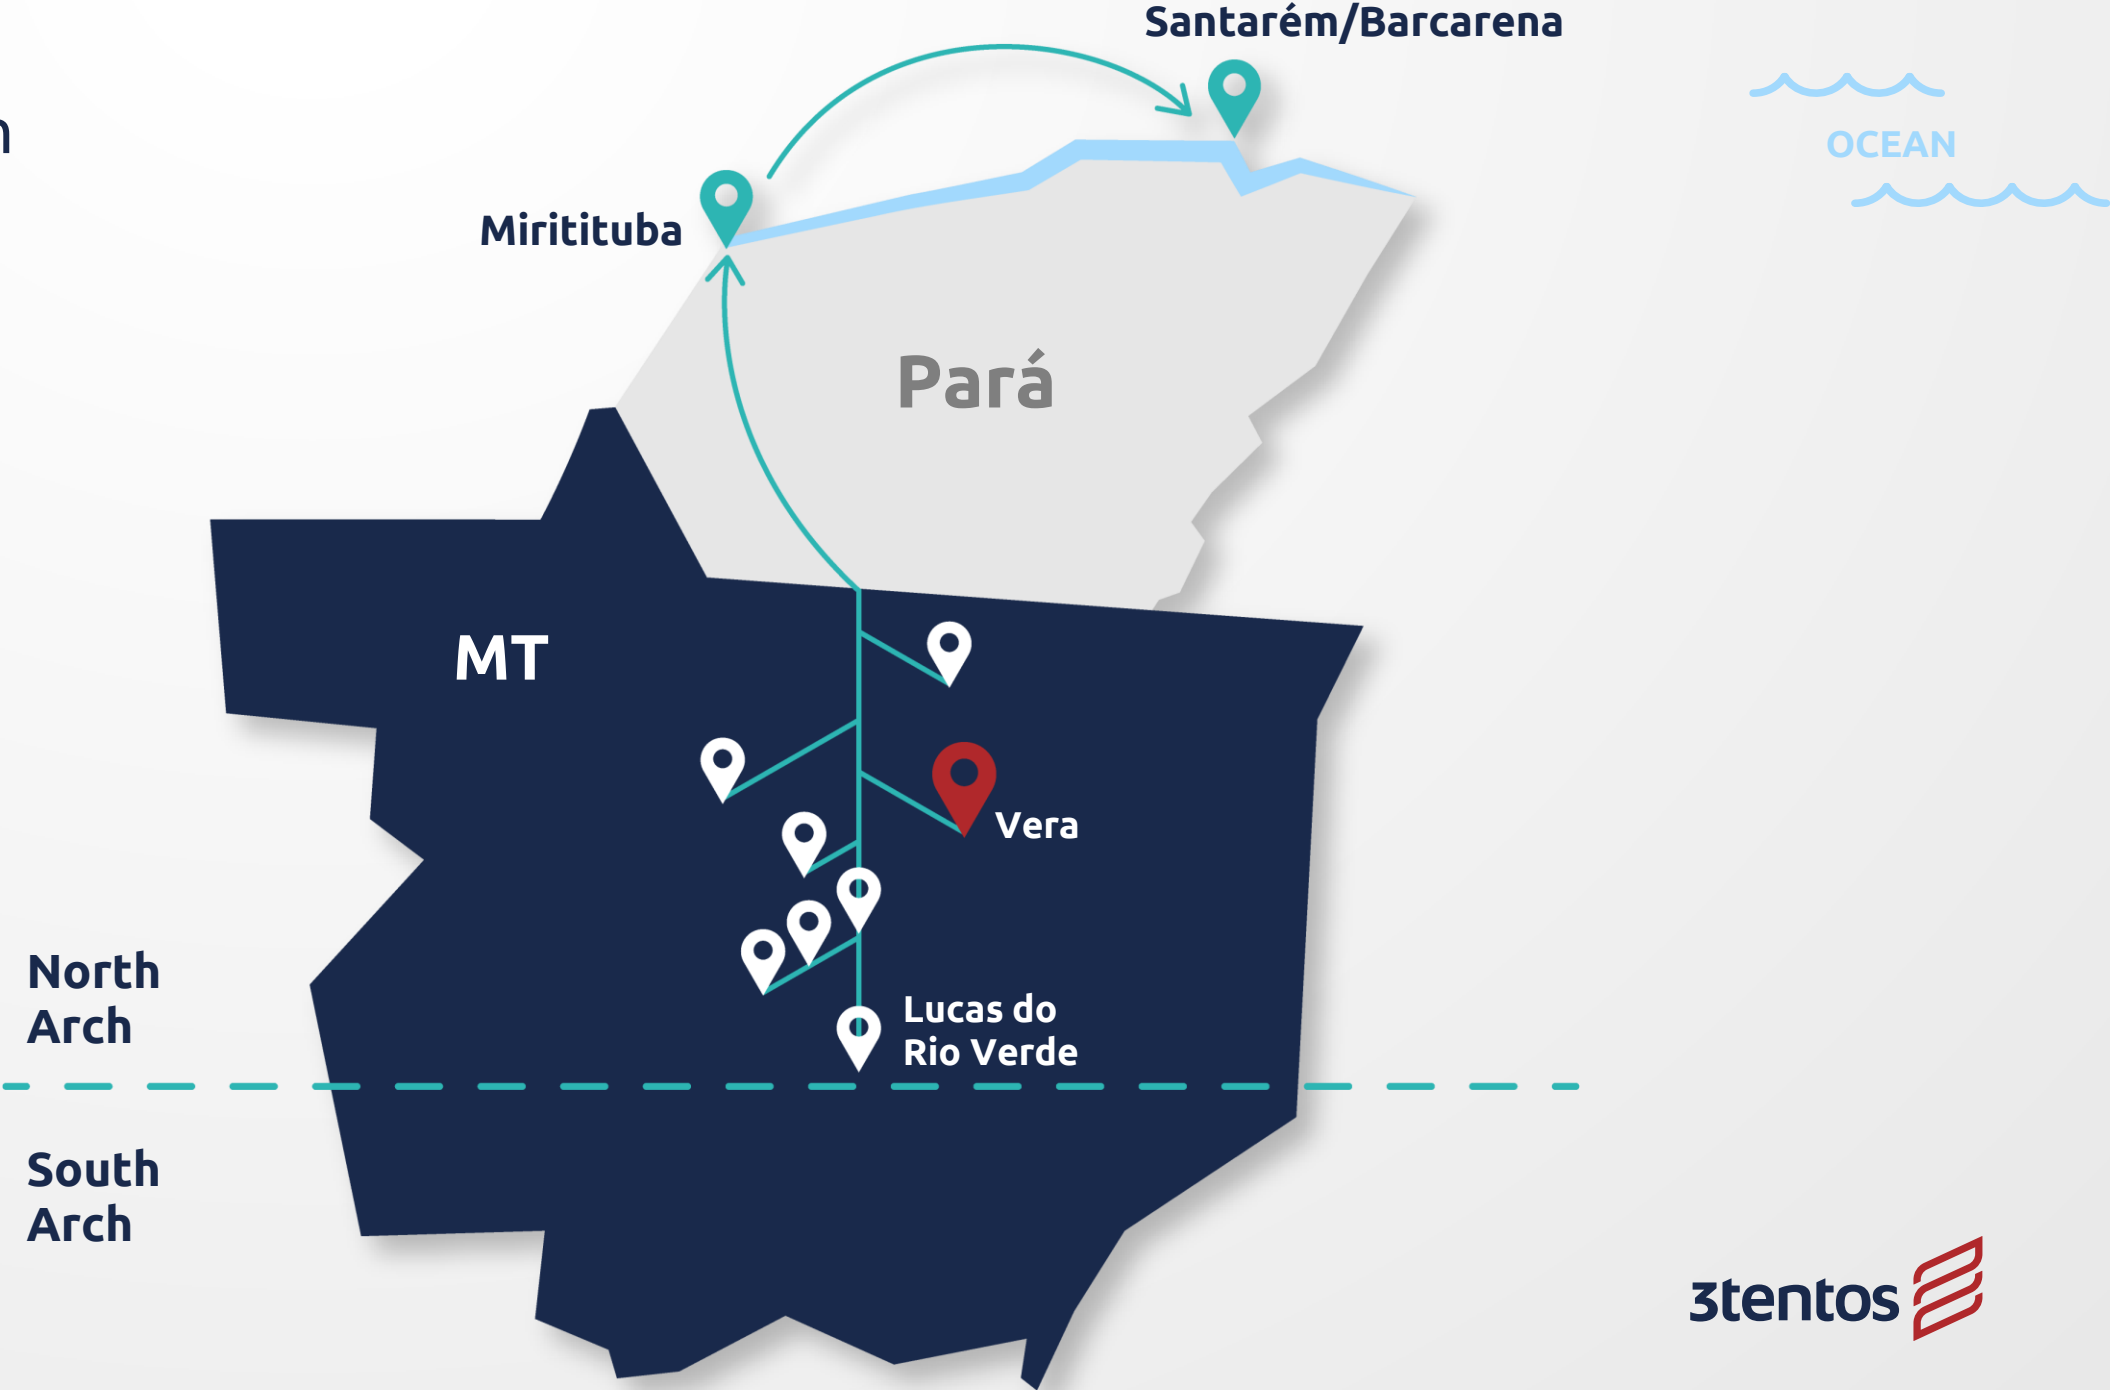 Santarém/Barcarena
OCEAN
Miritituba
Pará
MT
Vera
North
Arch
Lucas do
Rio Verde
South
Arch
3tentos